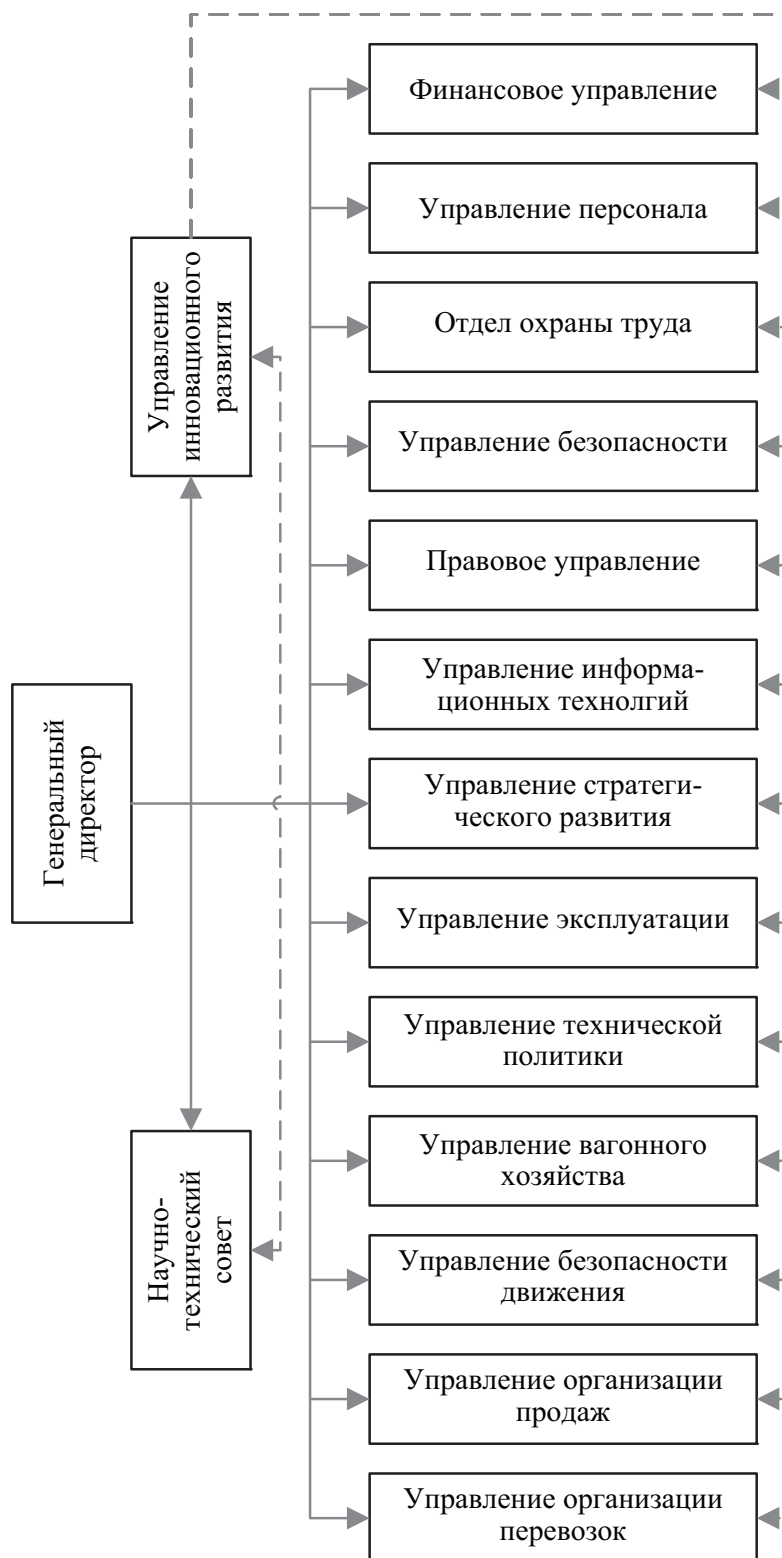 Генеральный
директор
Управление
инновационного
развития
Научно-
технический
совет
Финансовое управление
Управление персонала
Отдел охраны труда
Управление безопасности
Правовое управление
Управление информа-
ционных технолгий
Управление стратеги-
ческого развития
Управление эксплуатации
Управление технической
политики
Управление вагонного
хозяйства
Управление безопасности
движения
Управление организации
продаж
Управление организации
перевозок